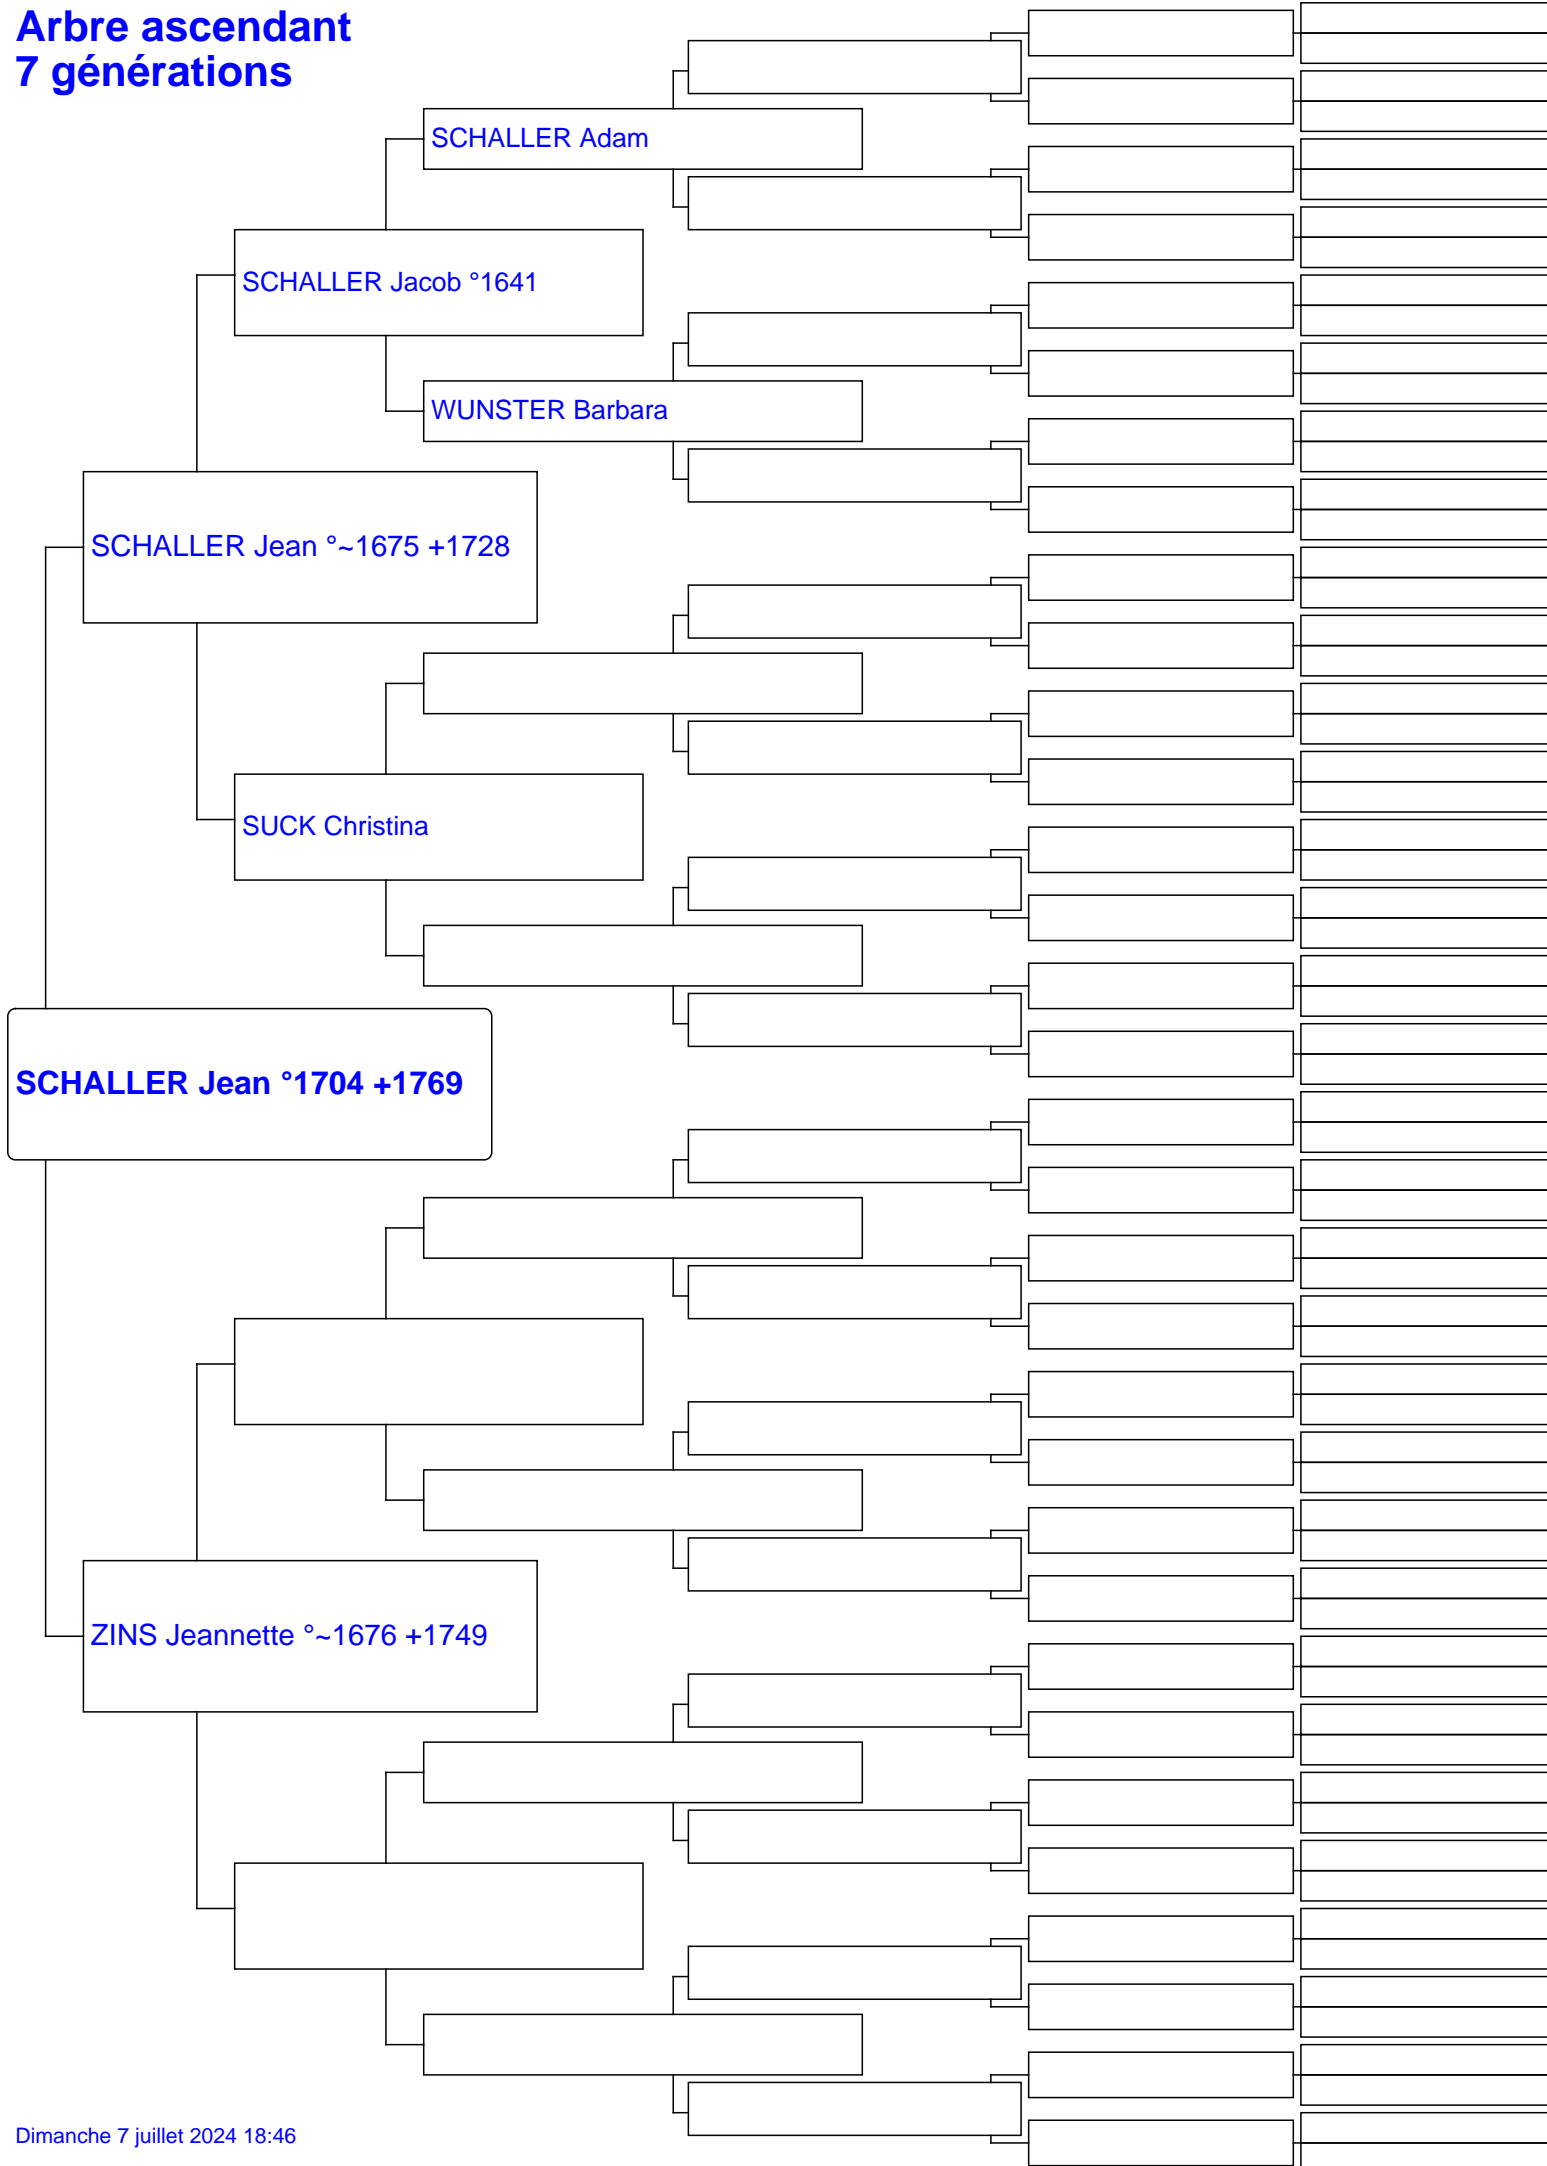 Arbre ascendant
7 générations
SCHALLER Adam
SCHALLER Jacob °1641
WUNSTER Barbara
SCHALLER Jean °~1675 +1728
SUCK Christina
SCHALLER Jean °1704 +1769
ZINS Jeannette °~1676 +1749
Dimanche 7 juillet 2024 18:46